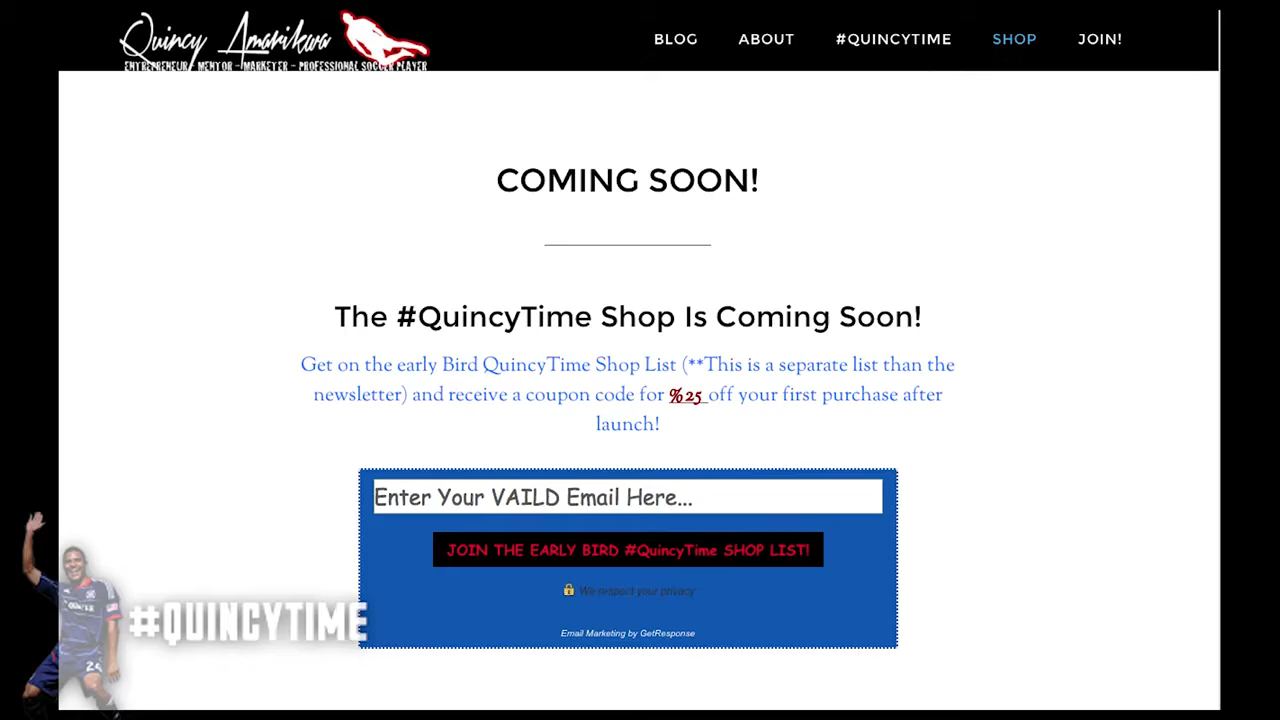 Quincy Amarikwa
ENTREPRENEUR - MENTOR - MARKETER - PROFESSIONAL SOCCER PLAYER
BLOG ABOUT #QUINCYTIME SHOP JOIN!
COMING SOON!
The #QuincyTime Shop Is Coming Soon!
Get on the early Bird QuincyTime Shop List (**This is a separate list than the
newsletter) and receive a coupon code for %25 off your first purchase after
launch!
Enter Your VAILD Email Here...
JOIN THE EARLY BIRD #QuincyTime SHOP LIST!
We respect your privacy
Email Marketing by GetResponse
#QUINCYTIME
24